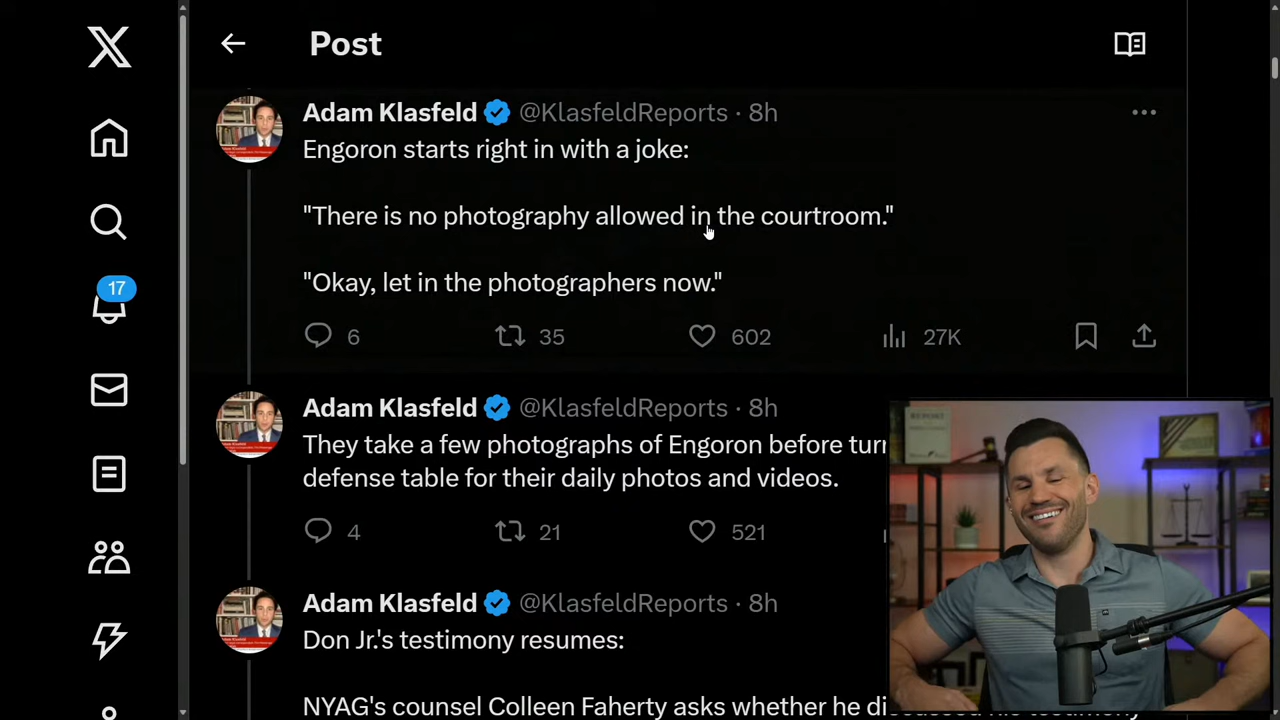 Post
Adam Klasfeld @KlasfeldReports · 8h
Engoron starts right in with a joke:
"There is no photography allowed in the courtroom."
"Okay, let in the photographers now."
6 35 602 27K
17
Adam Klasfeld @KlasfeldReports · 8h
They take a few photographs of Engoron before turn
defense table for their daily photos and videos.
4 21 521
Adam Klasfeld @KlasfeldReports · 8h
Don Jr.'s testimony resumes:
NYAG's counsel Colleen Faherty asks whether he discussed his testimony